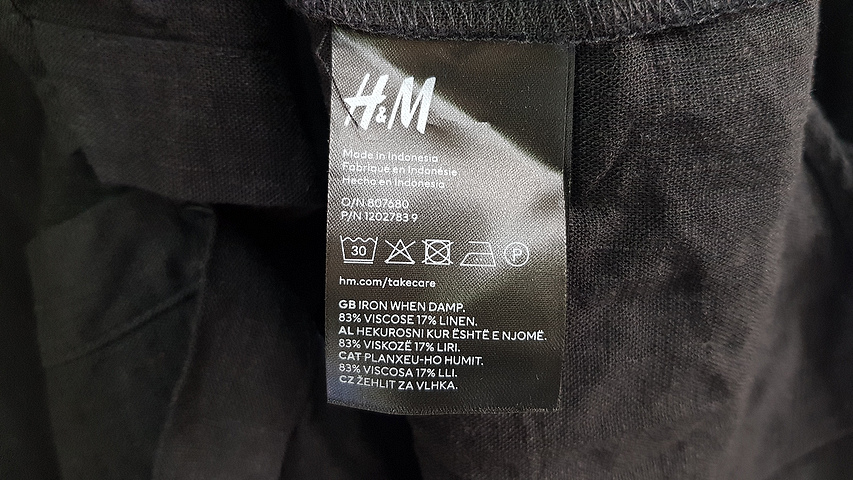 H&M
Made in Indonesia
Fabriqué en Indonésie
Hecho en Indonesia
O/N 807680
P/N 1202783 9
30 P
hm.com/takecare
GB IRON WHEN DAMP.
83% VISCOSE 17% LINEN.
AL HEKUROSNI KUR ËSHTË E NJOMË.
83% VISKOZË 17% LIRI.
CAT PLANXEU-HO HUMIT.
83% VISCOSA 17% LLI.
CZ ŽEHLIT ZA VLHKA.